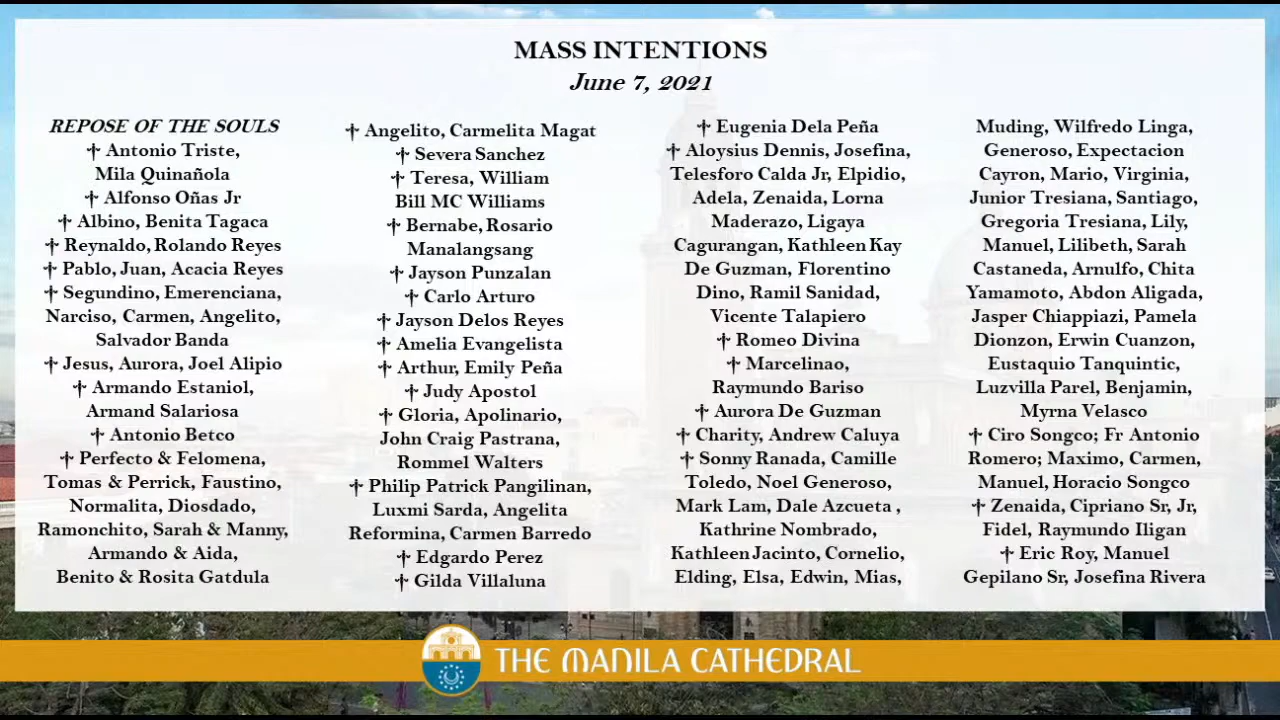 MASS INTENTIONS
June 7, 2021
REPOSE OF THE SOULS
✝ Antonio Triste,
Mila Quinañola
✝ Alfonso Oñas Jr
✝ Albino, Benita Tagaca
✝ Reynaldo, Rolando Reyes
✝ Pablo, Juan, Acacia Reyes
✝ Segundino, Emerenciana,
Narciso, Carmen, Angelito,
Salvador Banda
✝ Jesus, Aurora, Joel Alipio
✝ Armando Estaniol,
Armand Salariosa
✝ Antonio Betco
✝ Perfecto & Felomena,
Tomas & Perrick, Faustino,
Normalita, Diosdado,
Ramonchito, Sarah & Manny,
Armando & Aida,
Benito & Rosita Gatdula
✝ Angelito, Carmelita Magat
✝ Severa Sanchez
✝ Teresa, William
Bill MC Williams
✝ Bernabe, Rosario
Manalangsang
✝ Jayson Punzalan
✝ Carlo Arturo
✝ Jayson Delos Reyes
✝ Amelia Evangelista
✝ Arthur, Emily Peña
✝ Judy Apostol
✝ Gloria, Apolinario,
John Craig Pastrana,
Rommel Walters
✝ Philip Patrick Pangilinan,
Luxmi Sarda, Angelita
Reformina, Carmen Barredo
✝ Edgardo Perez
✝ Gilda Villaluna
✝ Eugenia Dela Peña
✝ Aloysius Dennis, Josefina,
Telesforo Calda Jr, Elpidio,
Adela, Zenaida, Lorna
Maderazo, Ligaya
Cagurangan, Kathleen Kay
De Guzman, Florentino
Dino, Ramil Sanidad,
Vicente Talapiero
✝ Romeo Divina
✝ Marcelinao,
Raymundo Bariso
✝ Aurora De Guzman
✝ Charity, Andrew Caluya
✝ Sonny Ranada, Camille
Toledo, Noel Generoso,
Mark Lam, Dale Azcueta ,
Kathrine Nombrado,
Kathleen Jacinto, Cornelio,
Elding, Elsa, Edwin, Mias,
Muding, Wilfredo Linga,
Generoso, Expectacion
Cayron, Mario, Virginia,
Junior Tresiana, Santiago,
Gregoria Tresiana, Lily,
Manuel, Lilibeth, Sarah
Castaneda, Arnulfo, Chita
Yamamoto, Abdon Aligada,
Jasper Chiappiazi, Pamela
Dionzon, Erwin Cuanzon,
Eustaquio Tanquintic,
Luzvilla Parel, Benjamin,
Myrna Velasco
✝ Ciro Songco; Fr Antonio
Romero; Maximo, Carmen,
Manuel, Horacio Songco
✝ Zenaida, Cipriano Sr, Jr,
Fidel, Raymundo Iligan
✝ Eric Roy, Manuel
Gepilano Sr, Josefina Rivera
THE MANILA CATHEDRAL